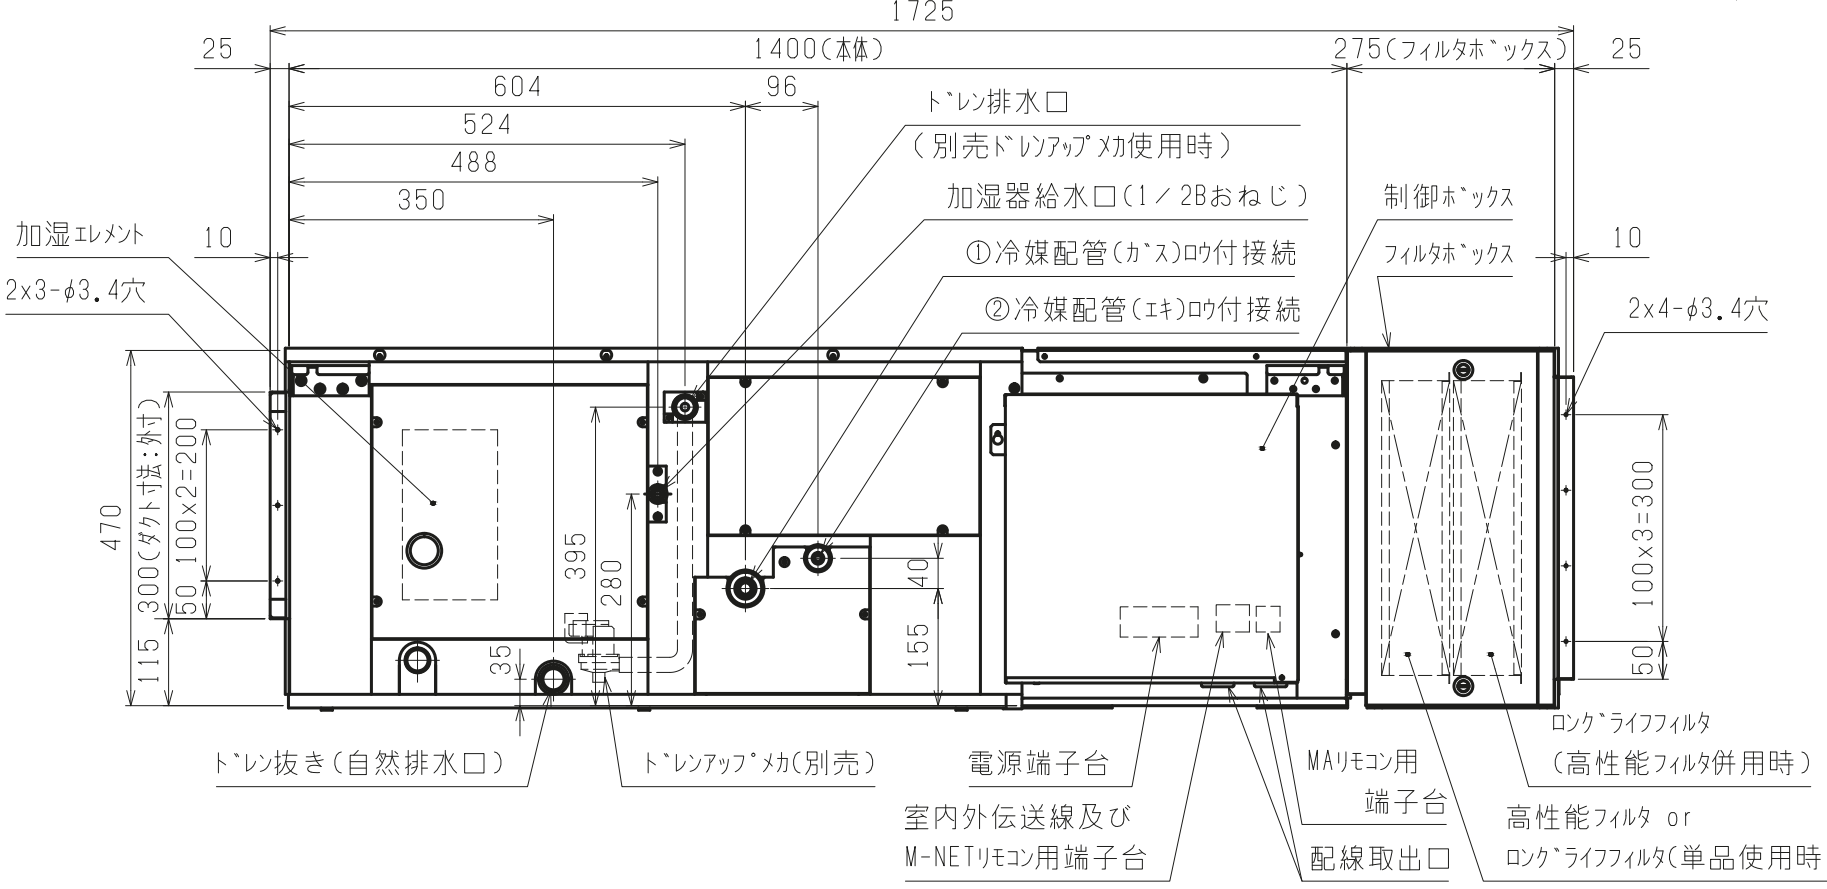 1725
25
1400(本体)
275(フィルタボックス)
25
604
96
524
488
350
ドレン排水口
(別売ドレンアップメカ使用時)
加湿器給水口(1/2Bおねじ)
①冷媒配管(ガス)ロウ付接続
②冷媒配管(エキ)ロウ付接続
制御ボックス
フィルタボックス
加湿エレメント
10
10
2x3-φ3.4穴
2x4-φ3.4穴
470
115
300(ダクト寸法:外寸)
50
100x2=200
395
280
35
40
155
100x3=300
50
ドレン抜き(自然排水口)
ドレンアップメカ(別売)
電源端子台
室内外伝送線及び
M-NETリモコン用端子台
MAリモコン用
端子台
配線取出口
ロングライフフィルタ
(高性能フィルタ併用時)
高性能フィルタ or
ロングライフフィルタ(単品使用時